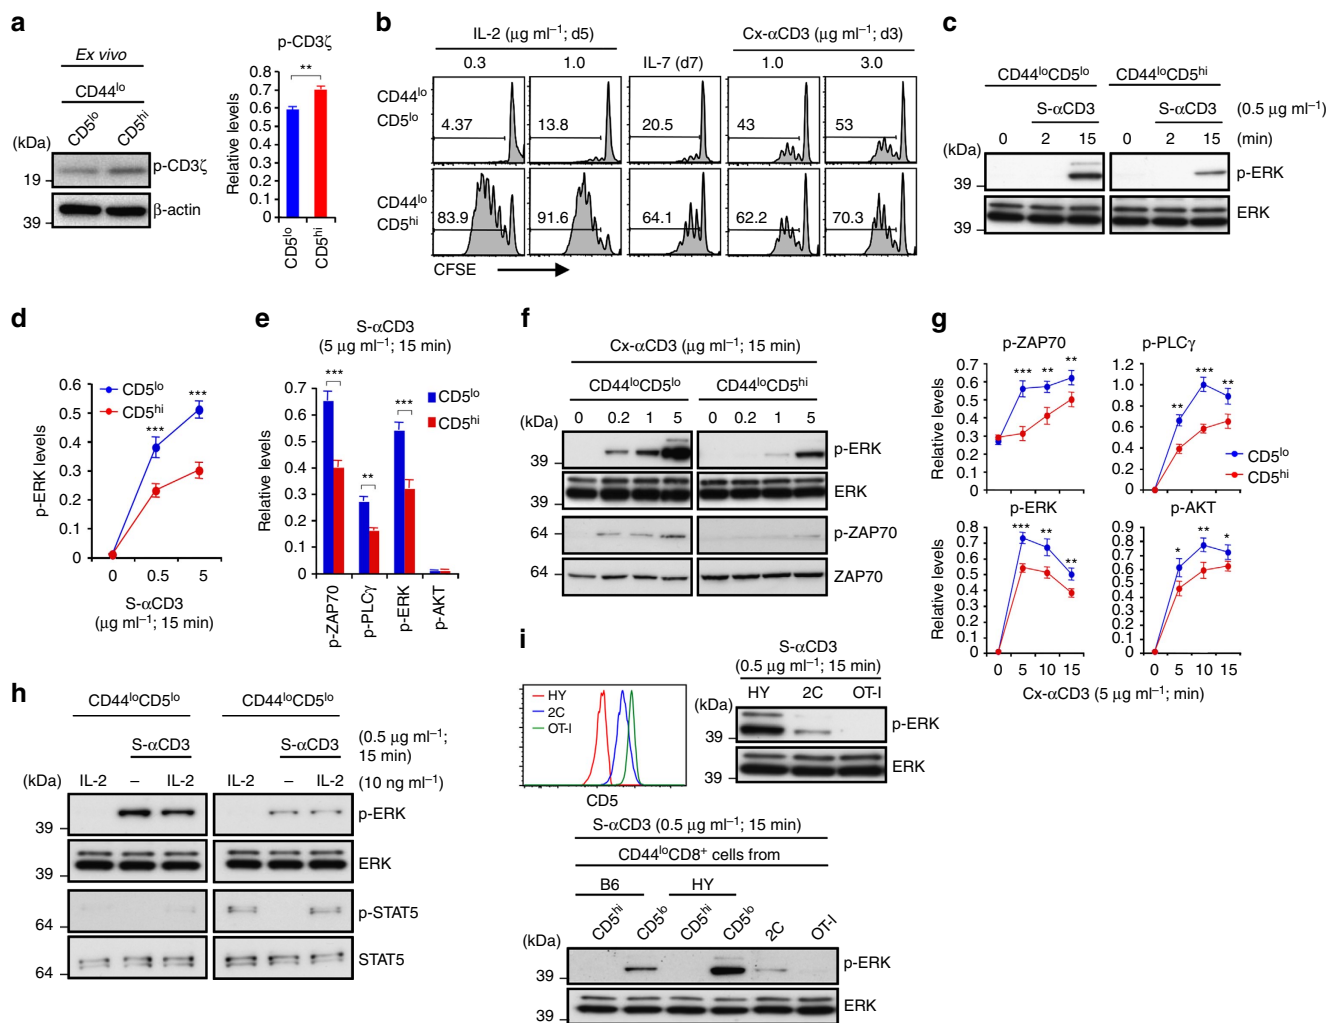 a
Ex vivo
CD44lo
CD5lo CD5hi
(kDa)
p-CD3ζ
19
β-actin
39
p-CD3ζ
**
Relative levels
0.8
0.7
0.6
0.5
0.4
0.3
0.2
0.1
0
CD5lo
CD5hi
b
IL-2 (μg ml–1; d5)
Cx-αCD3 (μg ml–1; d3)
0.3 1.0 IL-7 (d7) 1.0 3.0
CD44lo
CD5lo
4.37 13.8 20.5 43 53
CD44lo
CD5hi
83.9 91.6 64.1 62.2 70.3
CFSE
c
CD44loCD5lo CD44loCD5hi
S-αCD3 S-αCD3 (0.5 μg ml–1)
0 2 15 0 2 15 (min)
(kDa)
p-ERK
39
ERK
39
d
0.6
0.5
0.4
0.3
0.2
0.1
0
p-ERK levels
CD5lo
CD5hi
***
***
0 0.5 5
S-αCD3
(μg ml–1; 15 min)
e
S-αCD3
(5 μg ml–1; 15 min)
0.7
0.6
0.5
0.4
0.3
0.2
0.1
0
Relative levels
***
**
***
CD5lo
CD5hi
p-ZAP70
p-PLCγ
p-ERK
p-AKT
f
Cx-αCD3 (μg ml–1; 15 min)
CD44loCD5lo CD44loCD5hi
(kDa) 0 0.2 1 5 0 0.2 1 5
p-ERK
39
ERK
39
p-ZAP70
64
ZAP70
64
g
p-ZAP70
0.7
0.6
0.5
0.4
0.3
0.2
0.1
0
Relative levels
*** ** **
p-PLCγ
1.2
1.0
0.8
0.6
0.4
0.2
0
** *** **
CD5lo
CD5hi
p-ERK
0.8
0.7
0.6
0.5
0.4
0.3
0.2
0.1
0
Relative levels
*** ** **
0 5 10 15
p-AKT
0.9
0.8
0.7
0.6
0.5
0.4
0.3
0.2
0.1
0
* ** *
0 5 10 15
Cx-αCD3 (5 μg ml–1; min)
h
CD44loCD5lo CD44loCD5lo
S-αCD3 S-αCD3 (0.5 μg ml–1; 
15 min)
(kDa) IL-2 – IL-2 IL-2 – IL-2 (10 ng ml–1)
p-ERK
39
ERK
39
p-STAT5
64
STAT5
64
i
HY
2C
OT-I
CD5
S-αCD3
(0.5 μg ml–1; 15 min)
HY 2C OT-I
(kDa)
p-ERK
39
ERK
39
S-αCD3 (0.5 μg ml–1; 15 min)
CD44loCD8+ cells from
B6 HY
CD5hi CD5lo CD5hi CD5lo 2C OT-I
(kDa)
p-ERK
39
ERK
39